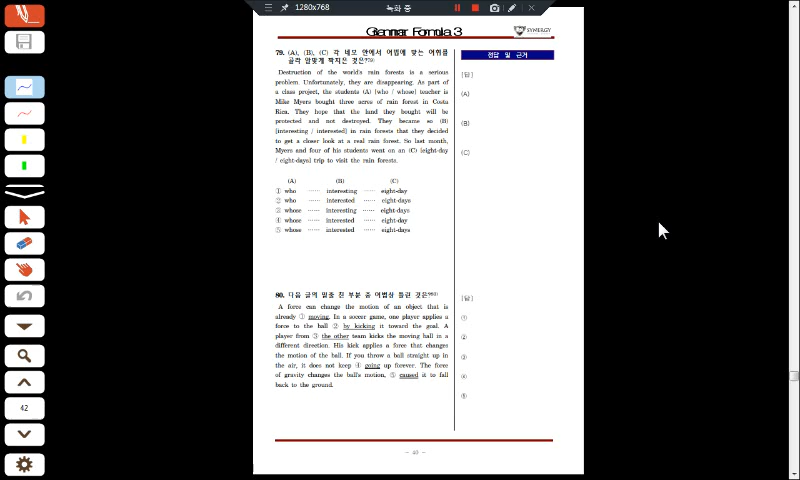 1280x768
녹화 중
Grammar Formula 3
SYNERGY
79. (A), (B), (C) 각 네모 안에서 어법에 맞는 어휘를
골라 알맞게 짝지은 것은?
정답 및 근거
Destruction of the world's rain forests is a serious
problem. Unfortunately, they are disappearing. As part of
a class project, the students (A) [who / whose] teacher is
Mike Myers bought three acres of rain forest in Costa
Rica. They hope that the land they bought will be
protected and not destroyed. They became so (B)
[interesting / interested] in rain forests that they decided
to get a closer look at a real rain forest. So last month,
Myers and four of his students went on an (C) [eight-day
/ eight-days] trip to visit the rain forests.
[답]
(A)
(B)
(C)
(A) (B) (C)
① who ······ interesting ······ eight-day
② who ······ interested ······ eight-days
③ whose ······ interesting ······ eight-days
④ whose ······ interested ······ eight-day
⑤ whose ······ interested ······ eight-days
80. 다음 글의 밑줄 친 부분 중 어법상 틀린 것은?
A force can change the motion of an object that is
already ① moving. In a soccer game, one player applies a
force to the ball ② by kicking it toward the goal. A
player from ③ the other team kicks the moving ball in a
different direction. His kick applies a force that changes
the motion of the ball. If you throw a ball straight up in
the air, it does not keep ④ going up forever. The force
of gravity changes the ball's motion, ⑤ caused it to fall
back to the ground.
[답]
①
②
③
④
⑤
- 40 -
42